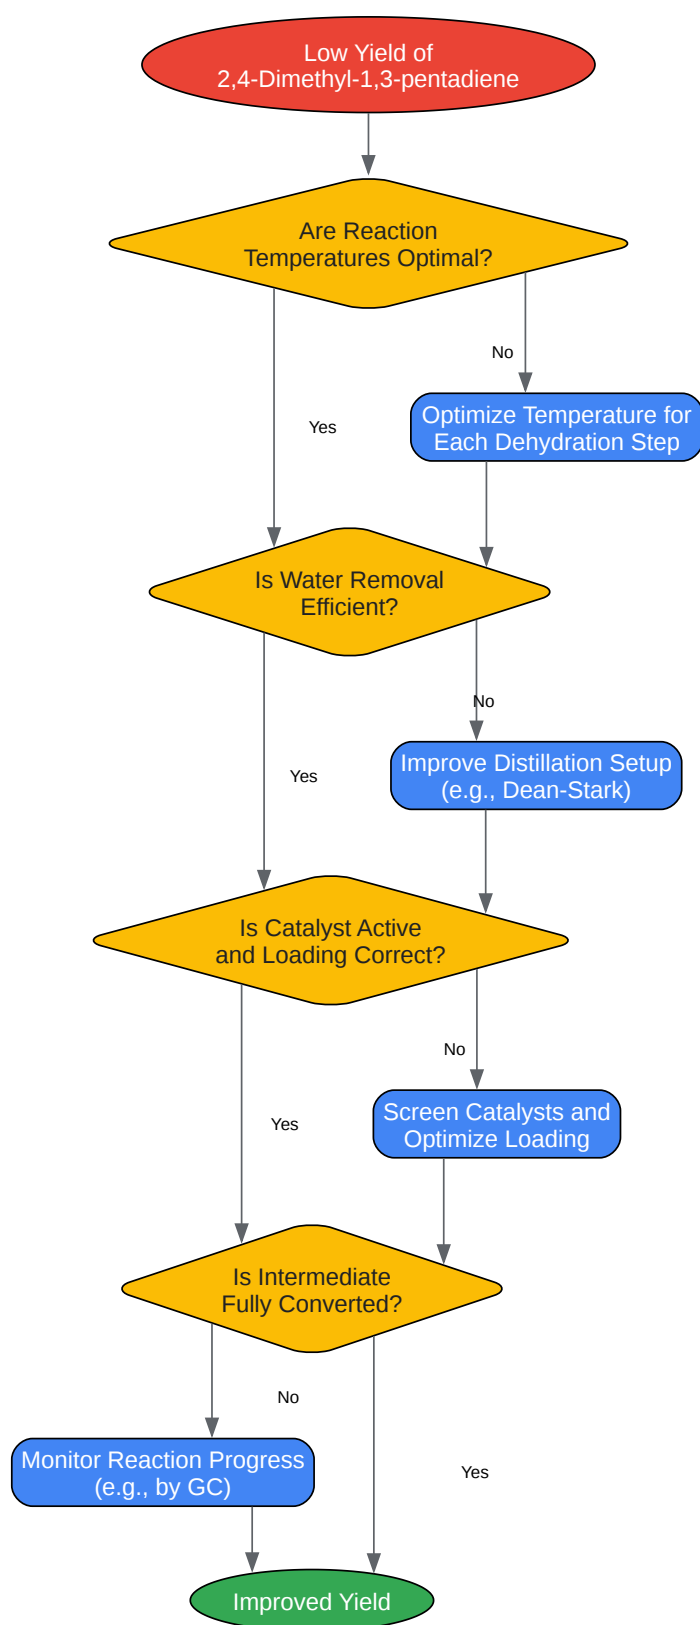 Low Yield of
2,4-Dimethyl-1,3-pentadiene
Are Reaction
Temperatures Optimal?
No
Optimize Temperature for
Each Dehydration Step
Yes
Is Water Removal
Efficient?
No
Improve Distillation Setup
(e.g., Dean-Stark)
Yes
Is Catalyst Active
and Loading Correct?
No
Screen Catalysts and
Optimize Loading
Yes
Is Intermediate
Fully Converted?
No
Monitor Reaction Progress
(e.g., by GC)
Yes
Improved Yield